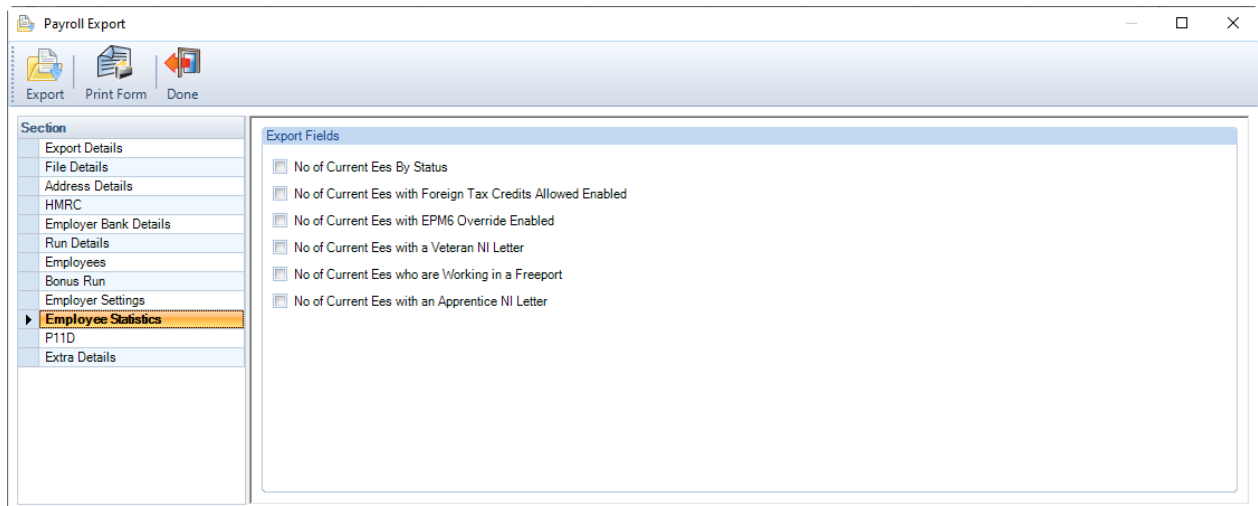 Payroll Export
Export Print Form Done
Section
Export Details
File Details
Address Details
HMRC
Employer Bank Details
Run Details
Employees
Bonus Run
Employer Settings
Employee Statistics
P11D
Extra Details
Export Fields
No of Current Ees By Status
No of Current Ees with Foreign Tax Credits Allowed Enabled
No of Current Ees with EPM6 Override Enabled
No of Current Ees with a Veteran NI Letter
No of Current Ees who are Working in a Freeport
No of Current Ees with an Apprentice NI Letter